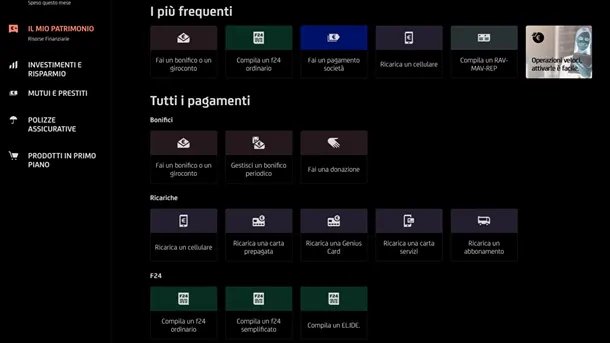 Speso questo mese
IL MIO PATRIMONIO
Risorse Finanziarie
INVESTIMENTI E
RISPARMIO
MUTUI E PRESTITI
POLIZZE
ASSICURATIVE
PRODOTTI IN PRIMO
PIANO
I più frequenti
Fai un bonifico o un
giroconto
F24
Compila un f24
ordinario
Fai un pagamento
società
Ricarica un cellulare
Compila un RAV-
MAV-REP
Operazioni veloci,
attivarle è facile.
Tutti i pagamenti
Bonifici
Fai un bonifico o un
giroconto
Gestisci un bonifico
periodico
Fai una donazione
Ricariche
Ricarica un cellulare
Ricarica una carta
prepagata
Ricarica una Genius
Card
Ricarica una carta
servizi
Ricarica un
abbonamento
F24
F24
Compila un f24
ordinario
F24
Compila un f24
semplificato
F24
Compila un ELIDE.